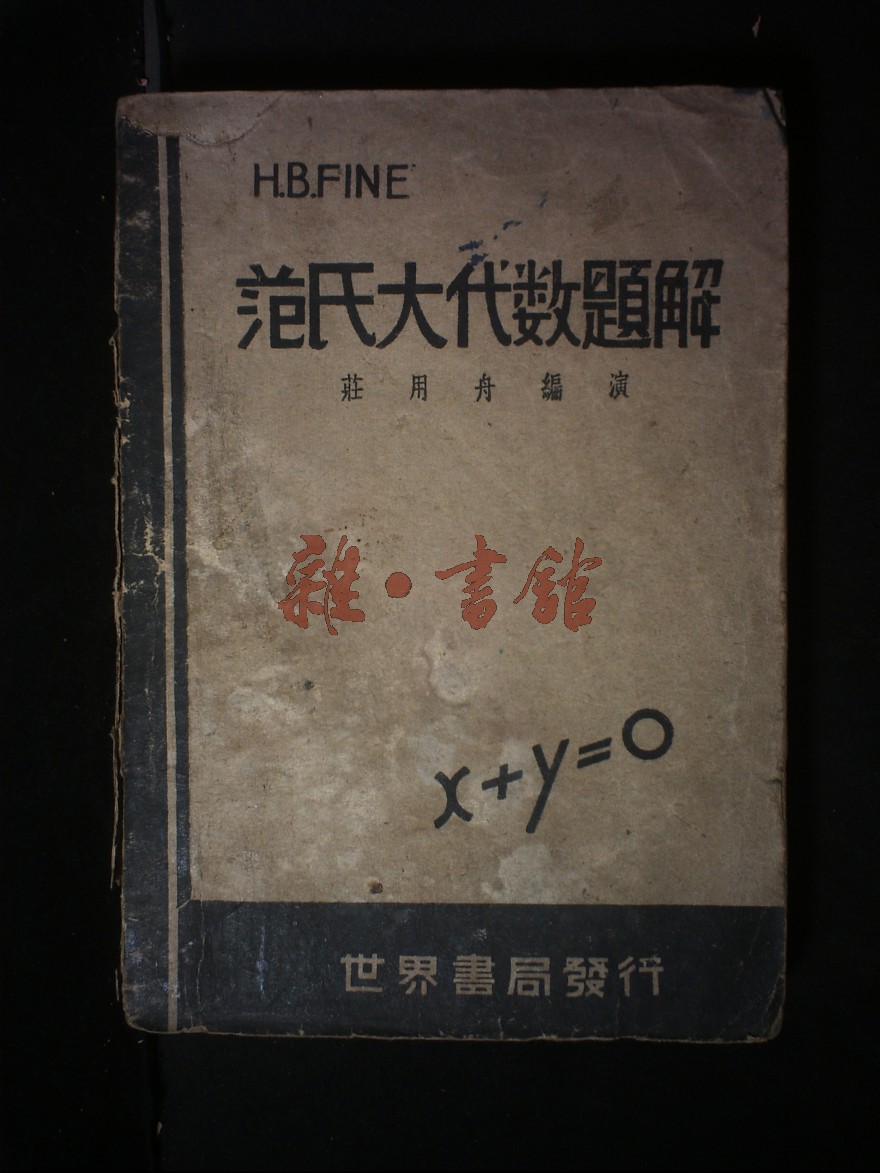 H.B.FINE
范氏大代数題解
莊用舟編演
雜·書館
x+y=0
世界書局發行